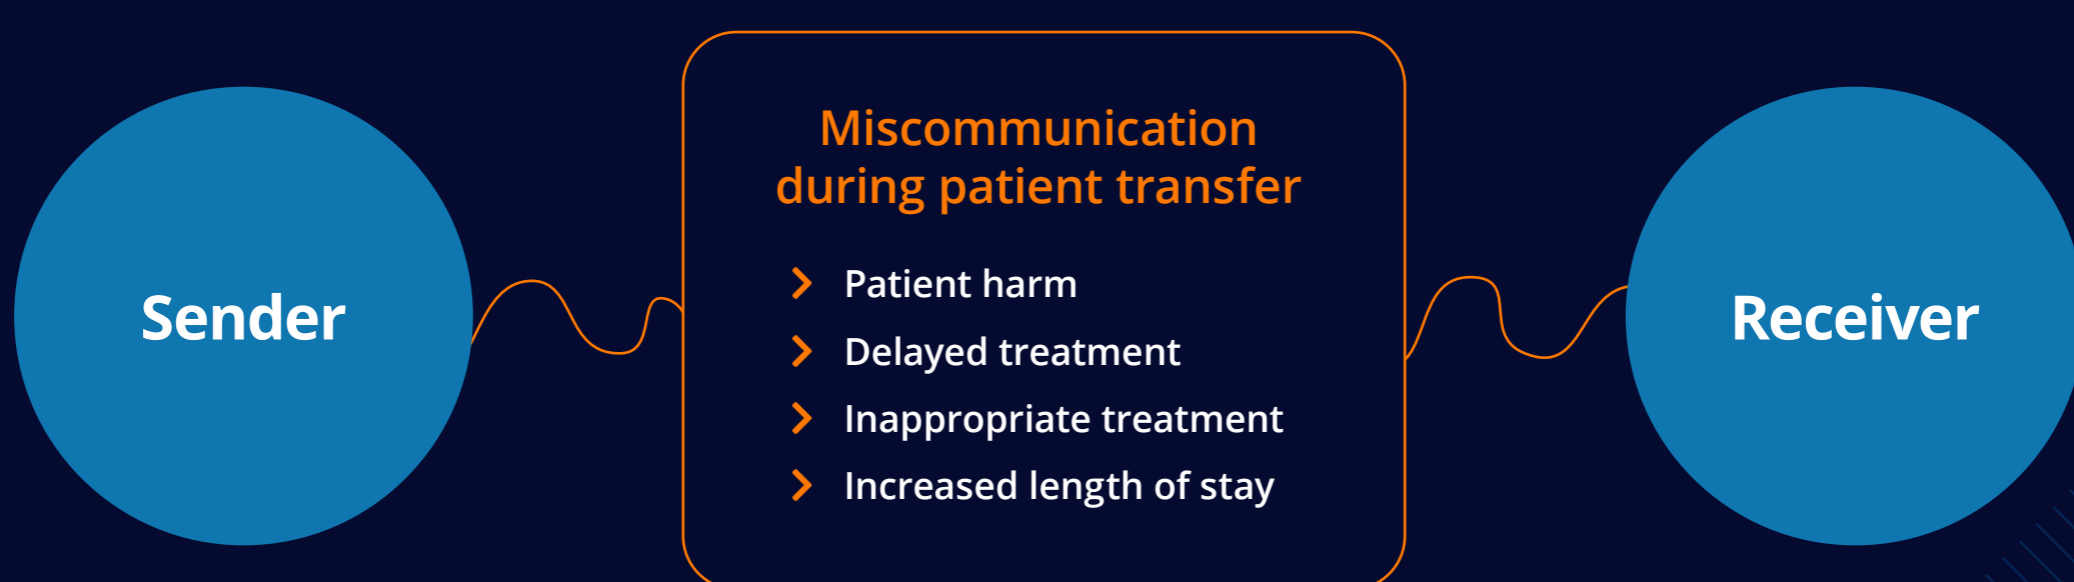 Sender
Miscommunication
during patient transfer
Patient harm
Delayed treatment
Inappropriate treatment
Increased length of stay
Receiver